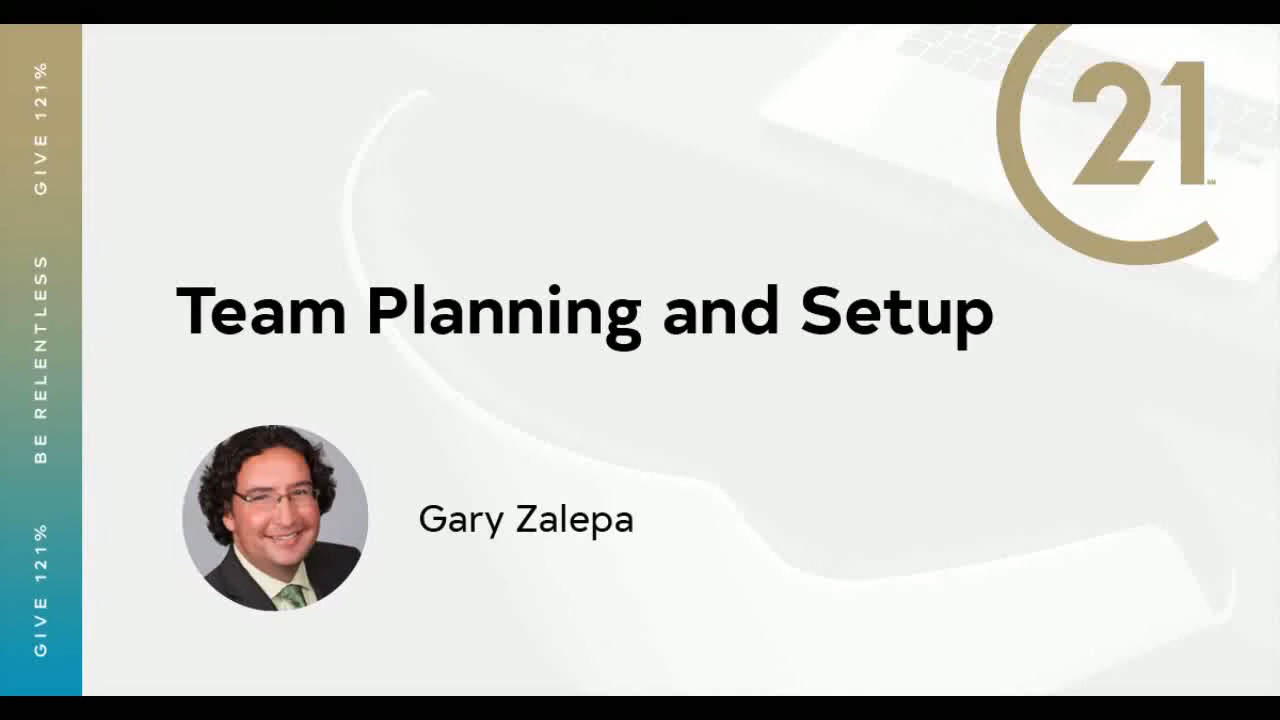 GIVE 121%
BE RELENTLESS
GIVE 121%
21
Team Planning and Setup
Gary Zalepa